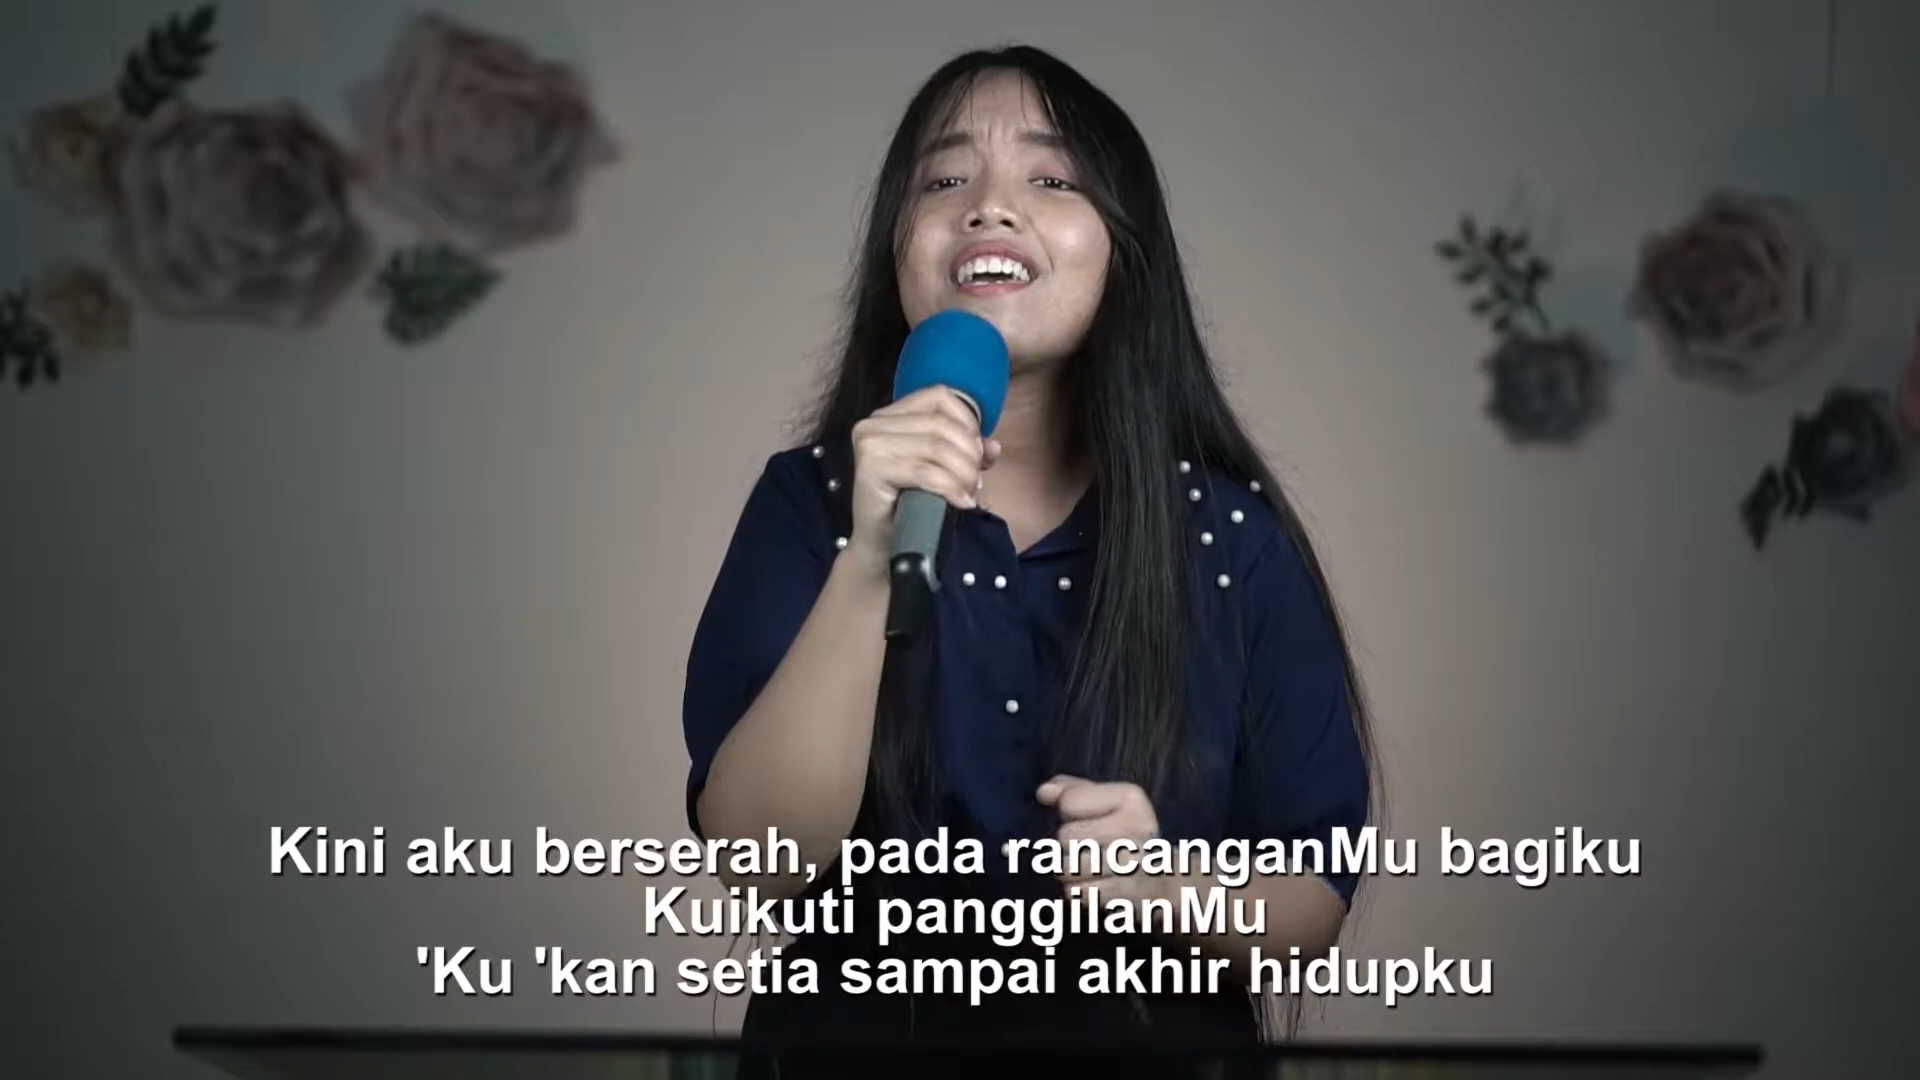 Kini aku berserah, pada rancanganMu bagiku
Kuikuti panggilanMu
'Ku 'kan setia sampai akhir hidupku